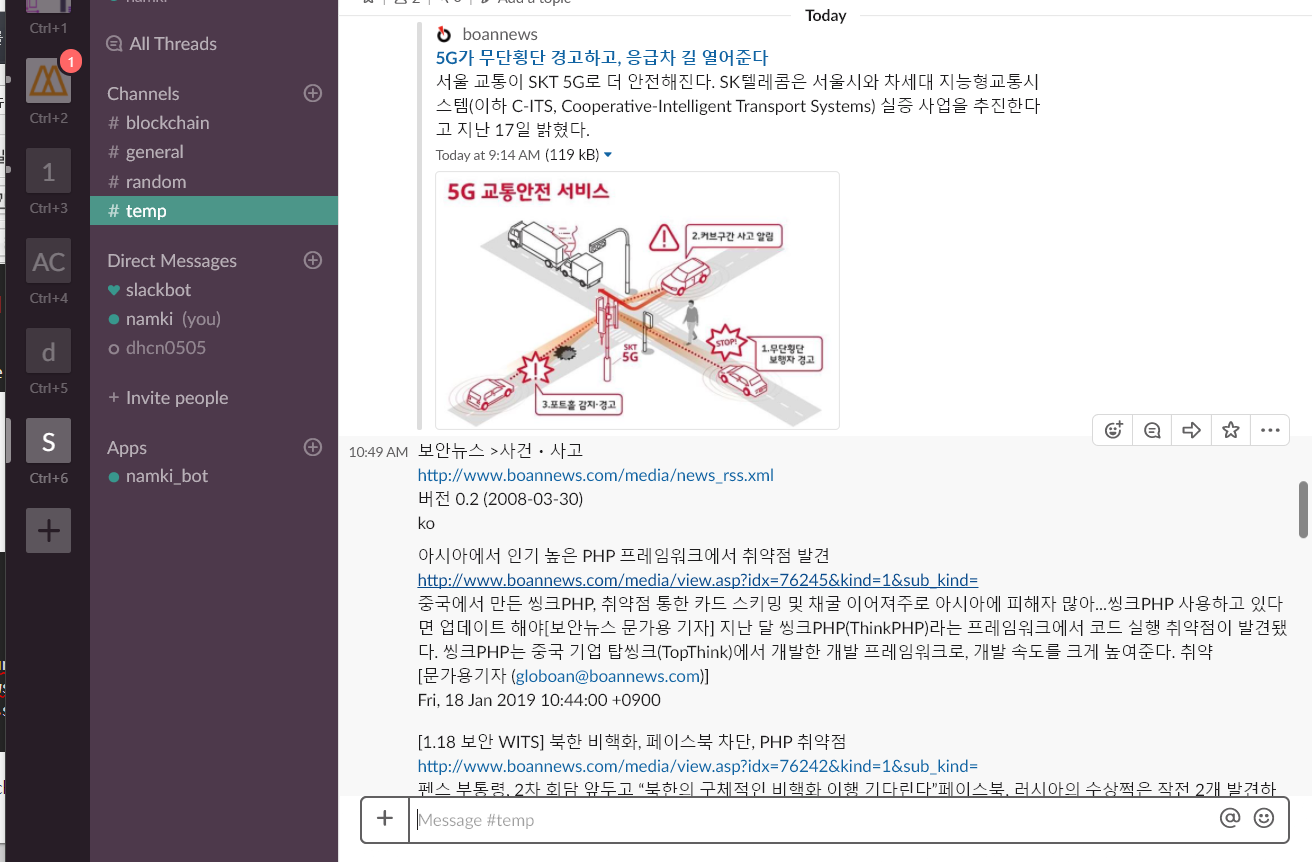 Ctrl+1
1
Ctrl+2
1
Ctrl+3
AC
Ctrl+4
d
Ctrl+5
S
Ctrl+6
+
namki
All Threads
Channels
# blockchain
# general
# random
# temp
Direct Messages
slackbot
namki (you)
dhcn0505
+ Invite people
Apps
namki_bot
Add a topic
Today
boannews
5G가 무단횡단 경고하고, 응급차 길 열어준다
서울 교통이 SKT 5G로 더 안전해진다. SK텔레콤은 서울시와 차세대 지능형교통시
스템(이하 C-ITS, Cooperative-Intelligent Transport Systems) 실증 사업을 추진한다
고 지난 17일 밝혔다.
Today at 9:14 AM (119 kB)
5G 교통안전 서비스
2.커브구간 사고 알림
SKT
5G
STOP!
1.무단횡단
보행자 경고
3.포트홀 감지·경고
10:49 AM 보안뉴스 >사건・사고
http://www.boannews.com/media/news_rss.xml
버전 0.2 (2008-03-30)
ko
아시아에서 인기 높은 PHP 프레임워크에서 취약점 발견
http://www.boannews.com/media/view.asp?idx=76245&kind=1&sub_kind=
중국에서 만든 씽크PHP, 취약점 통한 카드 스키밍 및 채굴 이어져주로 아시아에 피해자 많아...씽크PHP 사용하고 있다
면 업데이트 해야[보안뉴스 문가용 기자] 지난 달 씽크PHP(ThinkPHP)라는 프레임워크에서 코드 실행 취약점이 발견됐
다. 씽크PHP는 중국 기업 탑씽크(TopThink)에서 개발한 개발 프레임워크로, 개발 속도를 크게 높여준다. 취약
[문가용기자 (globoan@boannews.com)]
Fri, 18 Jan 2019 10:44:00 +0900
[1.18 보안 WITS] 북한 비핵화, 페이스북 차단, PHP 취약점
http://www.boannews.com/media/view.asp?idx=76242&kind=1&sub_kind=
펜스 부통령, 2차 회담 앞두고 “북한의 구체적인 비핵화 이행 기다린다”페이스북, 러시아의 수상쩍은 작전 2개 발견하
+
Message #temp
@